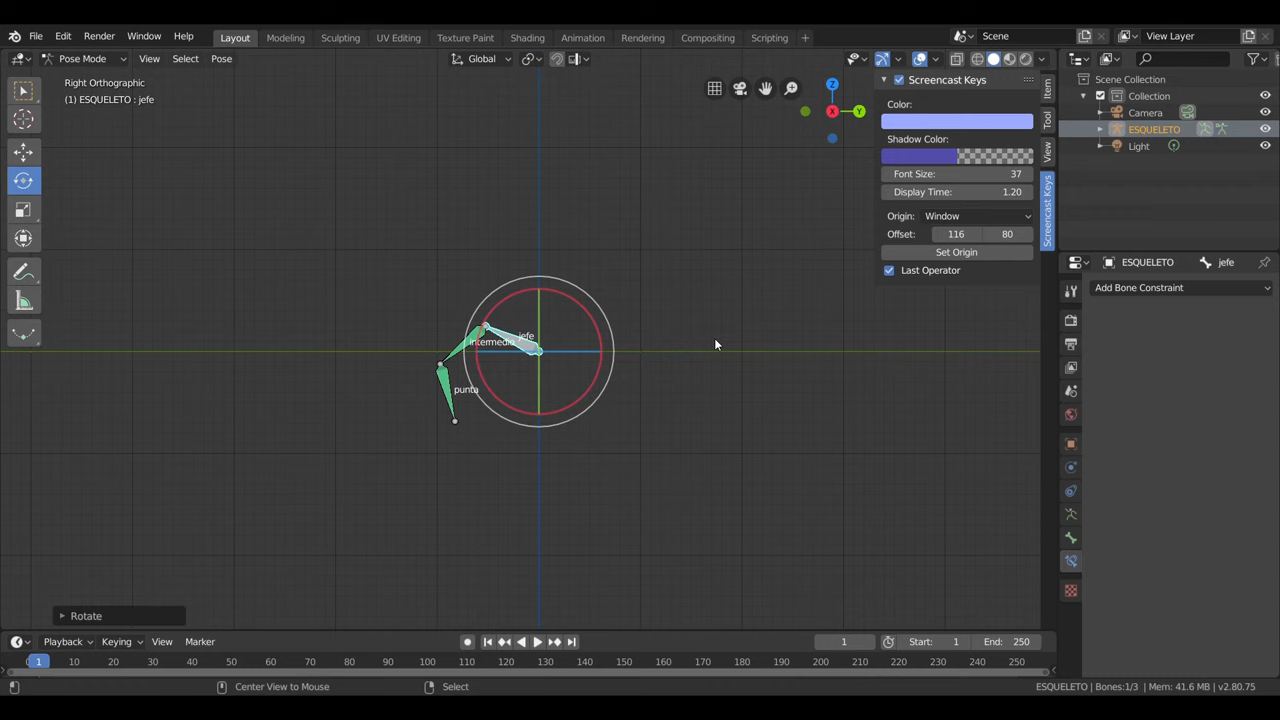 File Edit Render Window Help Layout Modeling Sculpting UV Editing Texture Paint Shading Animation Rendering Compositing Scripting + Scene View Layer
Pose Mode View Select Pose Global
Right Orthographic
(1) ESQUELETO : jefe
Screencast Keys
Color:
Shadow Color:
Font Size: 37
Display Time: 1.20
Origin: Window
Offset: 116 80
Set Origin
Last Operator
Item
Tool
View
Screencast Keys
Z
Y
X
Scene Collection
Collection
Camera
ESQUELETO
Light
ESQUELETO jefe
Add Bone Constraint
jefe
intermedio
punta
Rotate
Playback Keying View Marker 1 Start: 1 End: 250
1 10 20 30 40 50 60 70 80 90 100 110 120 130 140 150 160 170 180 190 200 210 220 230 240 250
Center View to Mouse Select ESQUELETO | Bones:1/3 | Mem: 41.6 MB | v2.80.75